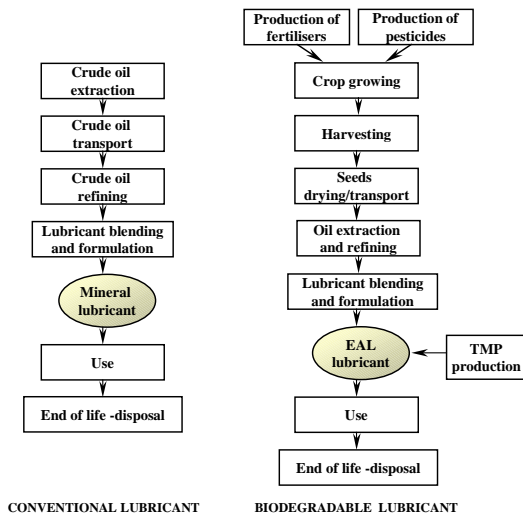 Crude oil
extraction
Crude oil
transport
Crude oil
refining
Lubricant blending
and formulation
Mineral
lubricant
Use
End of life -disposal
CONVENTIONAL LUBRICANT
Production of
fertilisers
Production of
pesticides
Crop growing
Harvesting
Seeds
drying/transport
Oil extraction
and refining
Lubricant blending
and formulation
EAL
lubricant
TMP
production
Use
End of life -disposal
BIODEGRADABLE LUBRICANT